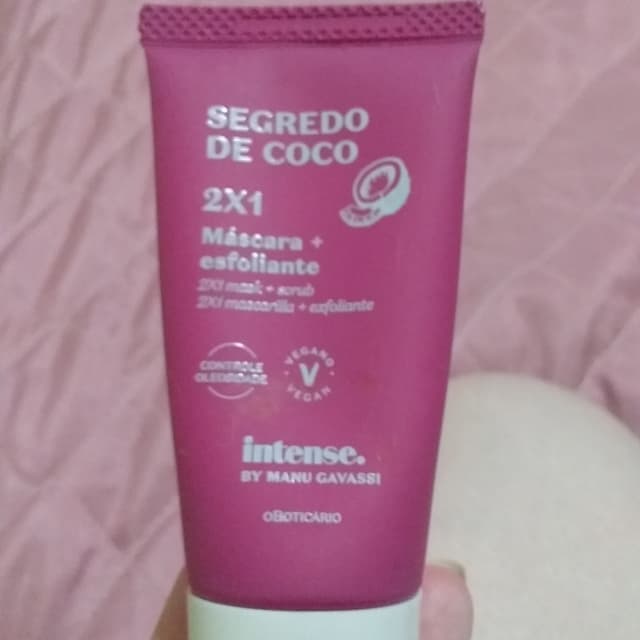 SEGREDO
DE COCO
2X1
Máscara +
esfoliante
2X1 mask + scrub
2X1 mascarilla + exfoliante
CONTROLE
OLEOSIDADE
VEGANO
V
VEGAN
intense.
BY MANU GAVASSI
OBOTICÁRIO